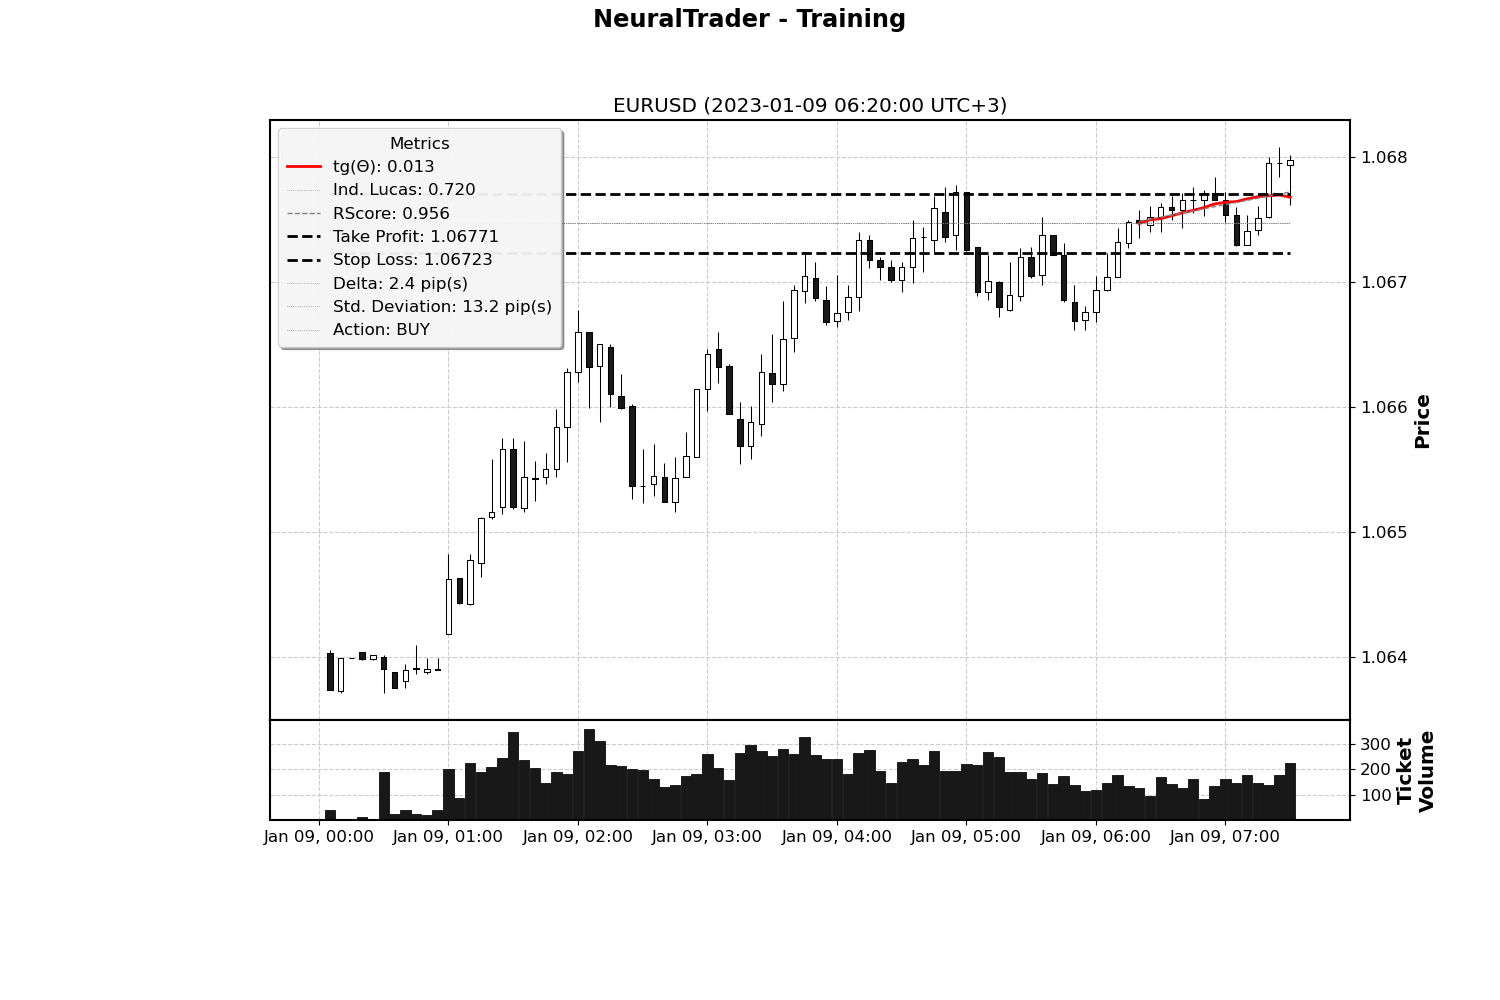 NeuralTrader - Training
EURUSD (2023-01-09 06:20:00 UTC+3)
Metrics
tg(Θ): 0.013
Ind. Lucas: 0.720
RScore: 0.956
Take Profit: 1.06771
Stop Loss: 1.06723
Delta: 2.4 pip(s)
Std. Deviation: 13.2 pip(s)
Action: BUY
1.068
1.067
1.066
1.065
1.064
Price
300
200
100
Ticket
Volume
Jan 09, 00:00
Jan 09, 01:00
Jan 09, 02:00
Jan 09, 03:00
Jan 09, 04:00
Jan 09, 05:00
Jan 09, 06:00
Jan 09, 07:00